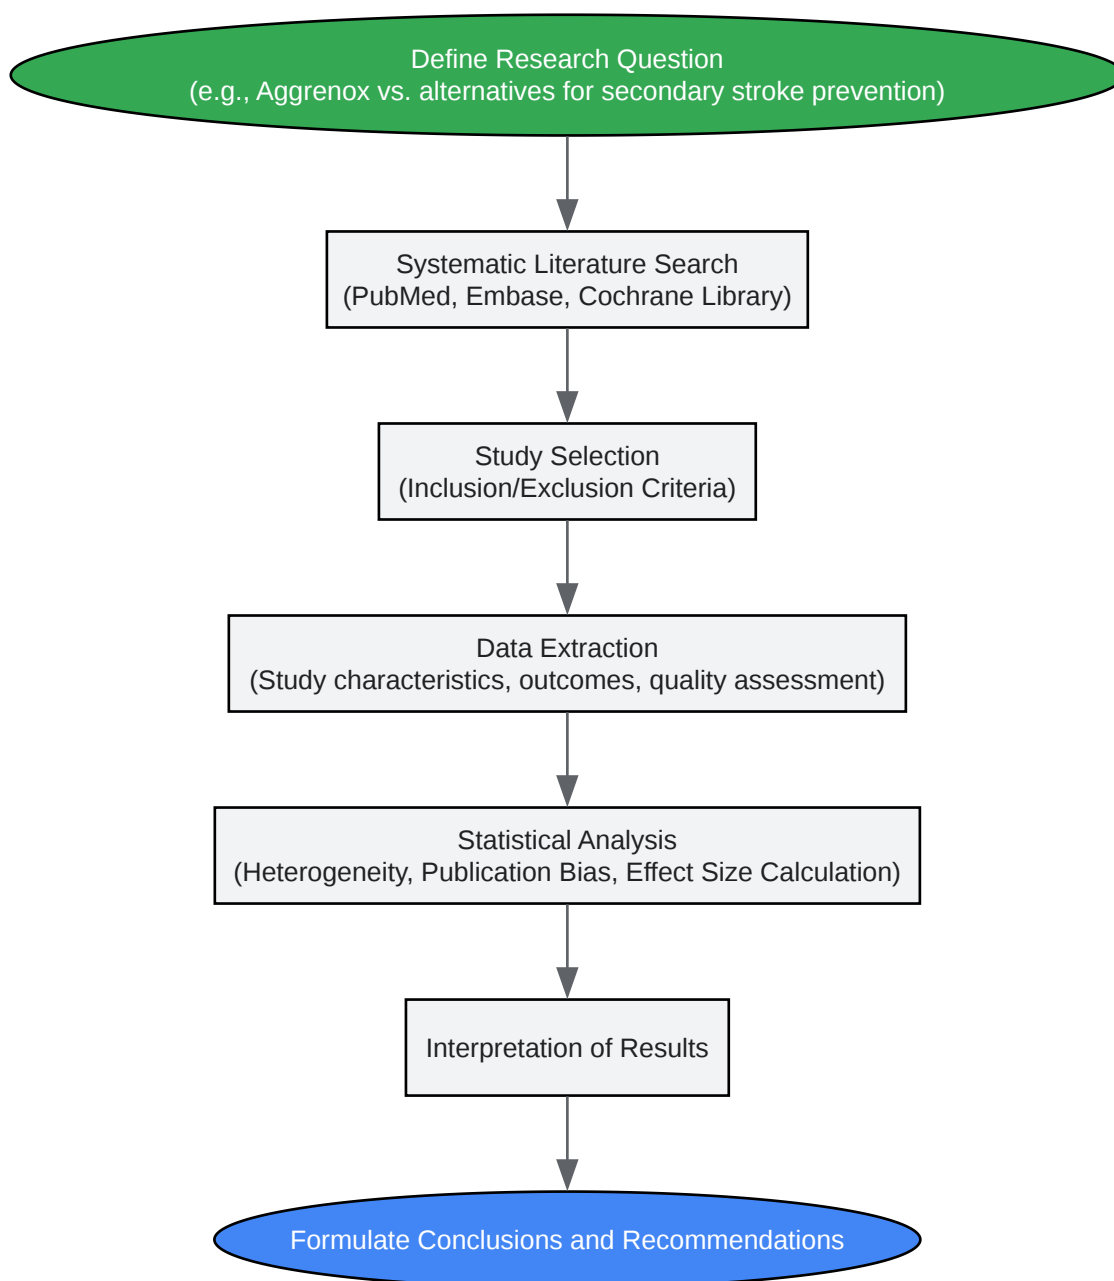 Define Research Question
(e.g., Aggrenox vs. alternatives for secondary stroke prevention)
Systematic Literature Search
(PubMed, Embase, Cochrane Library)
Study Selection
(Inclusion/Exclusion Criteria)
Data Extraction
(Study characteristics, outcomes, quality assessment)
Statistical Analysis
(Heterogeneity, Publication Bias, Effect Size Calculation)
Interpretation of Results
Formulate Conclusions and Recommendations